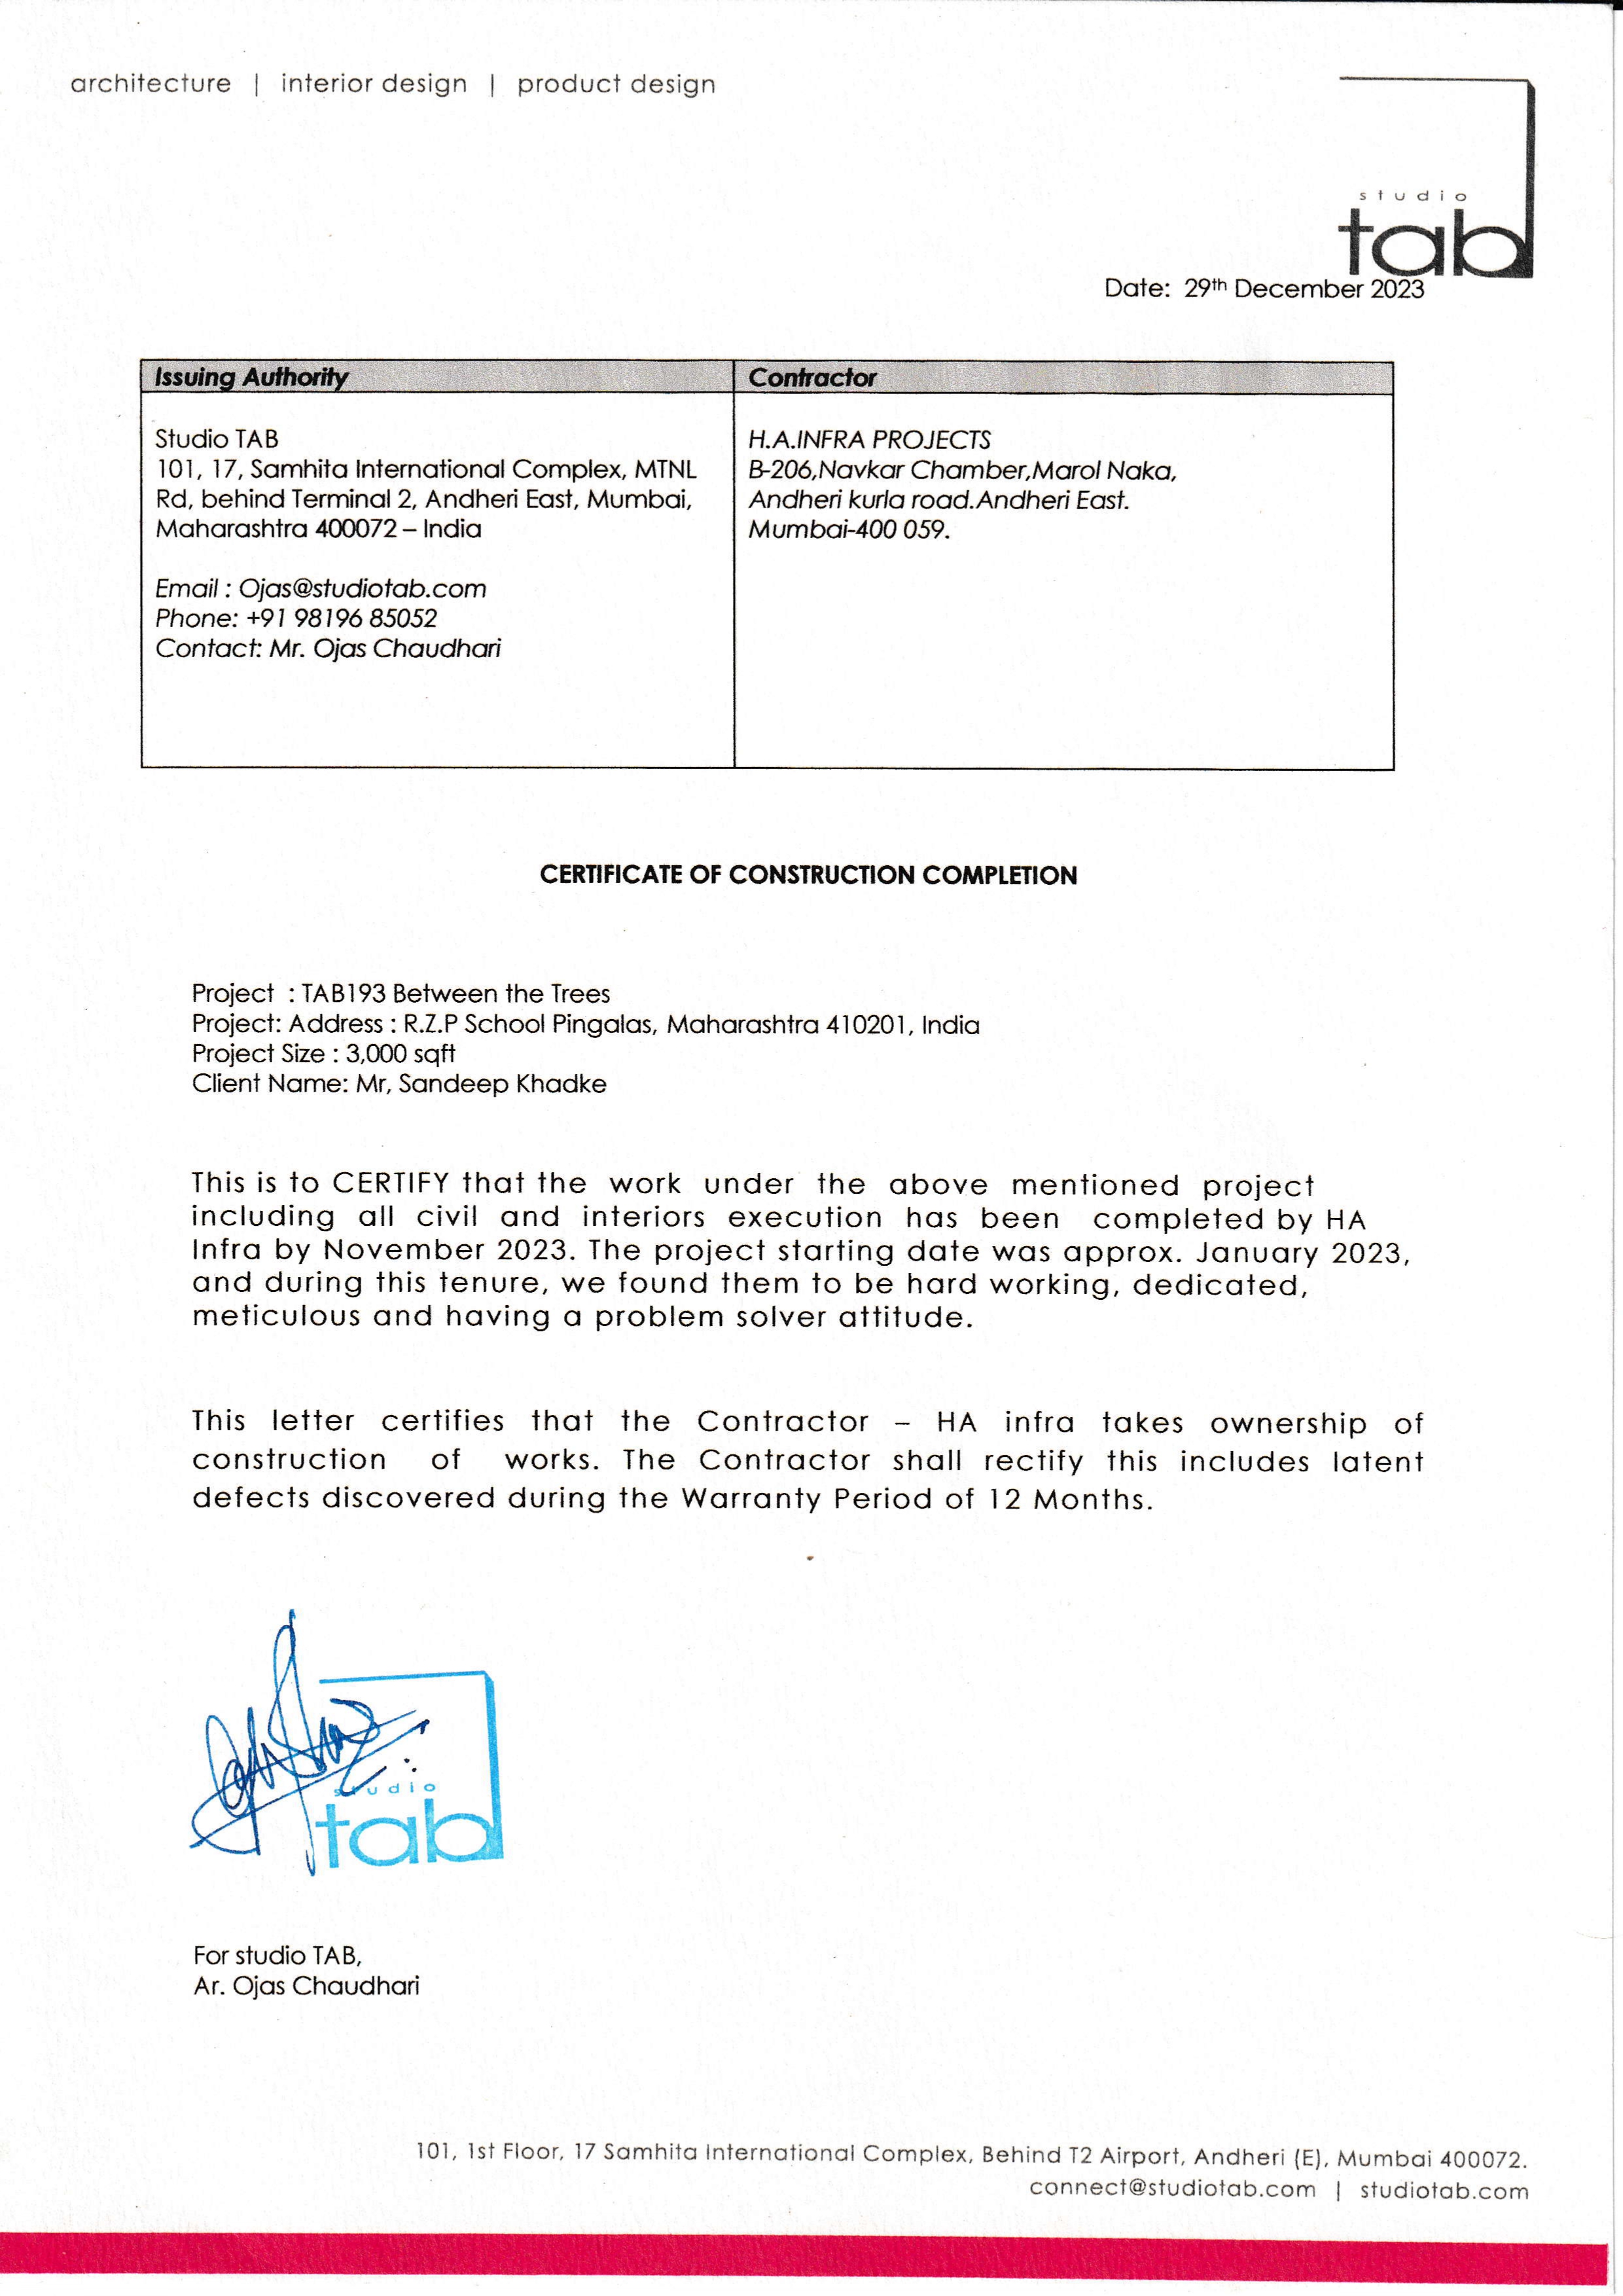 architecture | interior design | product design
studio
tab
Date: 29th December 2023
Issuing Authority
Contractor
Studio TAB
101, 17, Samhita International Complex, MTNL
Rd, behind Terminal 2, Andheri East, Mumbai,
Maharashtra 400072 – India
Email : Ojas@studiotab.com
Phone: +91 98196 85052
Contact: Mr. Ojas Chaudhari
H.A.INFRA PROJECTS
B-206,Navkar Chamber,Marol Naka,
Andheri kurla road.Andheri East.
Mumbai-400 059.
CERTIFICATE OF CONSTRUCTION COMPLETION
Project : TAB193 Between the Trees
Project: Address : R.Z.P School Pingalas, Maharashtra 410201, India
Project Size : 3,000 sqft
Client Name: Mr, Sandeep Khadke
This is to CERTIFY that the work under the above mentioned project
including all civil and interiors execution has been completed by HA
Infra by November 2023. The project starting date was approx. January 2023,
and during this tenure, we found them to be hard working, dedicated,
meticulous and having a problem solver attitude.
This letter certifies that the Contractor – HA infra takes ownership of
construction of works. The Contractor shall rectify this includes latent
defects discovered during the Warranty Period of 12 Months.
studio
tab
For studio TAB,
Ar. Ojas Chaudhari
101, 1st Floor, 17 Samhita International Complex, Behind T2 Airport, Andheri (E), Mumbai 400072.
connect@studiotab.com | studiotab.com